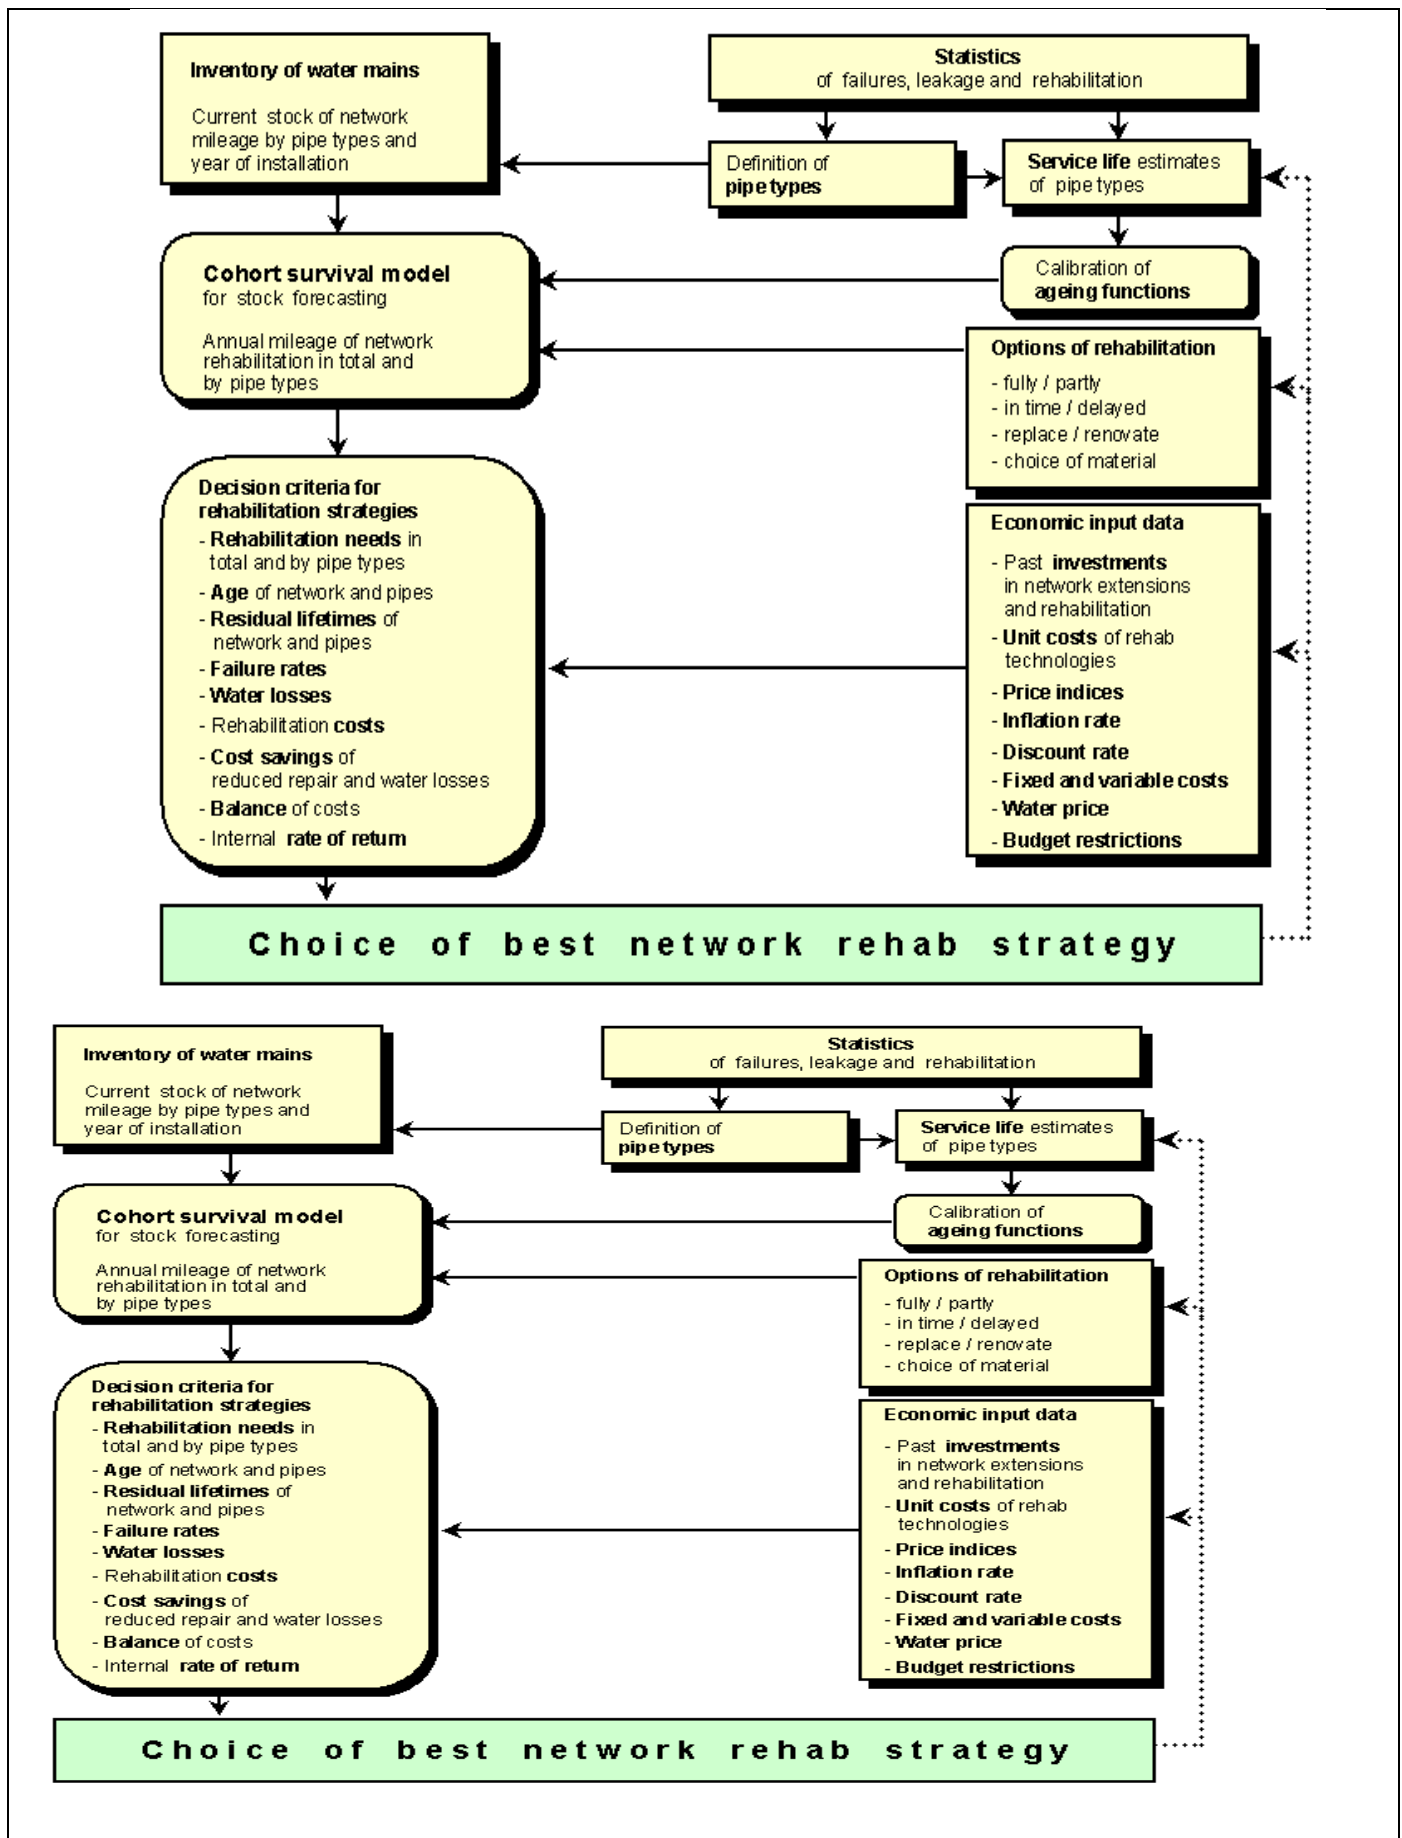 Inventory of water mains
Current stock of network
mileage by pipe types and
year of installation
Statistics
of failures, leakage and rehabilitation
Definition of
pipe types
Service life estimates
of pipe types
Cohort survival model
for stock forecasting
Annual mileage of network
rehabilitation in total and
by pipe types
Calibration of
ageing functions
Options of rehabilitation
- fully / partly
- in time / delayed
- replace / renovate
- choice of material
Decision criteria for
rehabilitation strategies
- Rehabilitation needs in
total and by pipe types
- Age of network and pipes
- Residual lifetimes of
network and pipes
- Failure rates
- Water losses
- Rehabilitation costs
- Cost savings of
reduced repair and water losses
- Balance of costs
- Internal rate of return
Economic input data
- Past investments
in network extensions
and rehabilitation
- Unit costs of rehab
technologies
- Price indices
- Inflation rate
- Discount rate
- Fixed and variable costs
- Water price
- Budget restrictions
Choice of best network rehab strategy
Inventory of water mains
Current stock of network
mileage by pipe types and
year of installation
Statistics
of failures, leakage and rehabilitation
Definition of
pipe types
Service life estimates
of pipe types
Cohort survival model
for stock forecasting
Annual mileage of network
rehabilitation in total and
by pipe types
Calibration of
ageing functions
Options of rehabilitation
- fully / partly
- in time / delayed
- replace / renovate
- choice of material
Decision criteria for
rehabilitation strategies
- Rehabilitation needs in
total and by pipe types
- Age of network and pipes
- Residual lifetimes of
network and pipes
- Failure rates
- Water losses
- Rehabilitation costs
- Cost savings of
reduced repair and water losses
- Balance of costs
- Internal rate of return
Economic input data
- Past investments
in network extensions
and rehabilitation
- Unit costs of rehab
technologies
- Price indices
- Inflation rate
- Discount rate
- Fixed and variable costs
- Water price
- Budget restrictions
Choice of best network rehab strategy